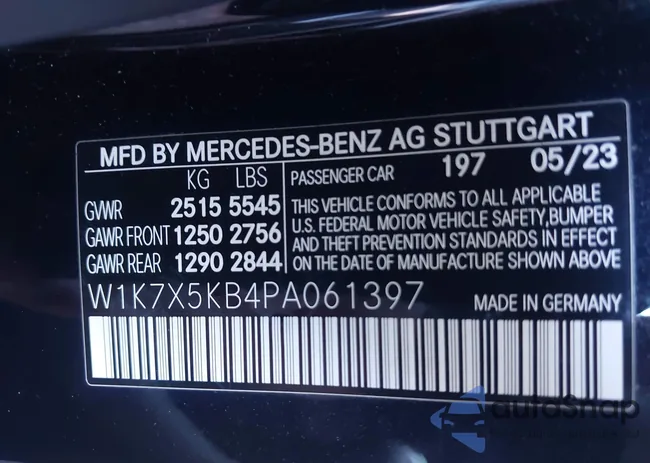 MFD BY MERCEDES-BENZ AG STUTTGART
KG LBS
GVWR 2515 5545
GAWR FRONT 1250 2756
GAWR REAR 1290 2844
PASSENGER CAR 197 05/23
THIS VEHICLE CONFORMS TO ALL APPLICABLE
U.S. FEDERAL MOTOR VEHICLE SAFETY,BUMPER
AND THEFT PREVENTION STANDARDS IN EFFECT
ON THE DATE OF MANUFACTURE SHOWN ABOVE
W1K7X5KB4PA061397
MADE IN GERMANY
autoSnap